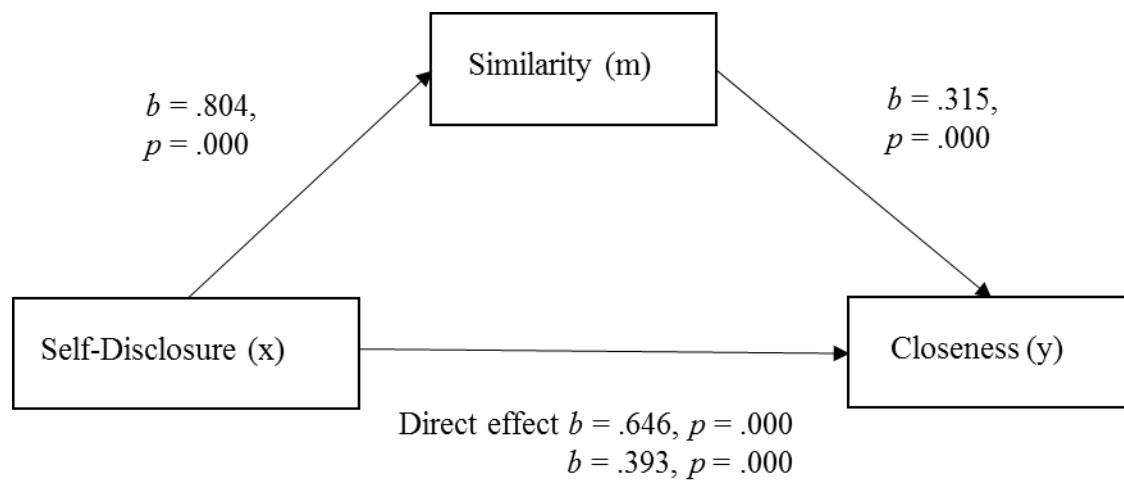 Similarity (m)
b = .804,
p = .000
b = .315,
p = .000
Self-Disclosure (x)
Closeness (y)
Direct effect b = .646, p = .000
b = .393, p = .000